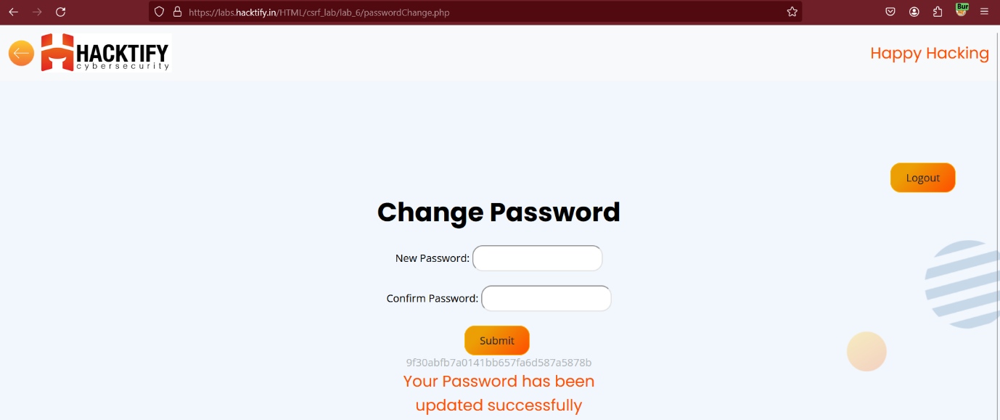 https://labs.hacktify.in/HTML/csrf_lab/lab_6/passwordChange.php
Bur
HACKTIFY
cybersecurity
Happy Hacking
Logout
Change Password
New Password:
Confirm Password:
Submit
9f30abfb7a0141bb657fa6d587a5878b
Your Password has been
updated successfully